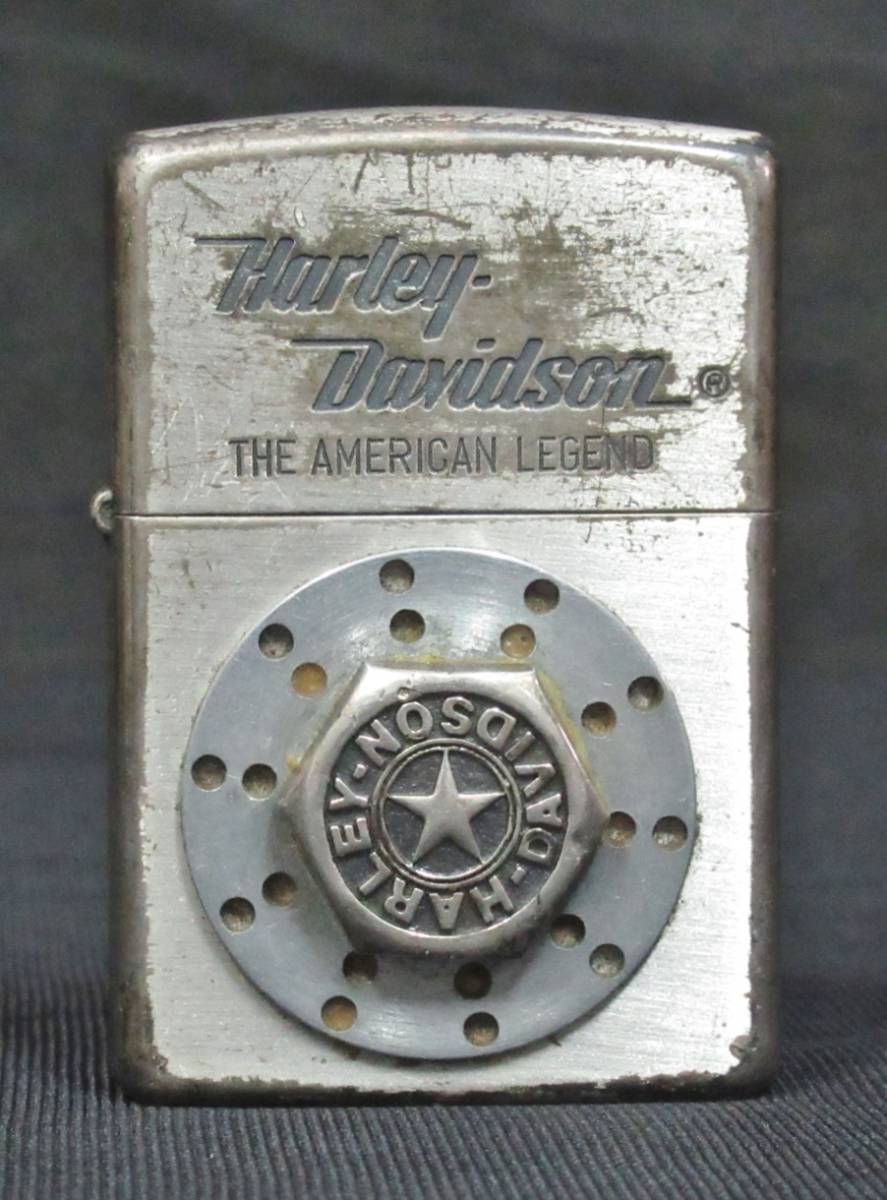 Harley-
Davidson®
THE AMERICAN LEGEND
HARLEY-DAVIDSON-